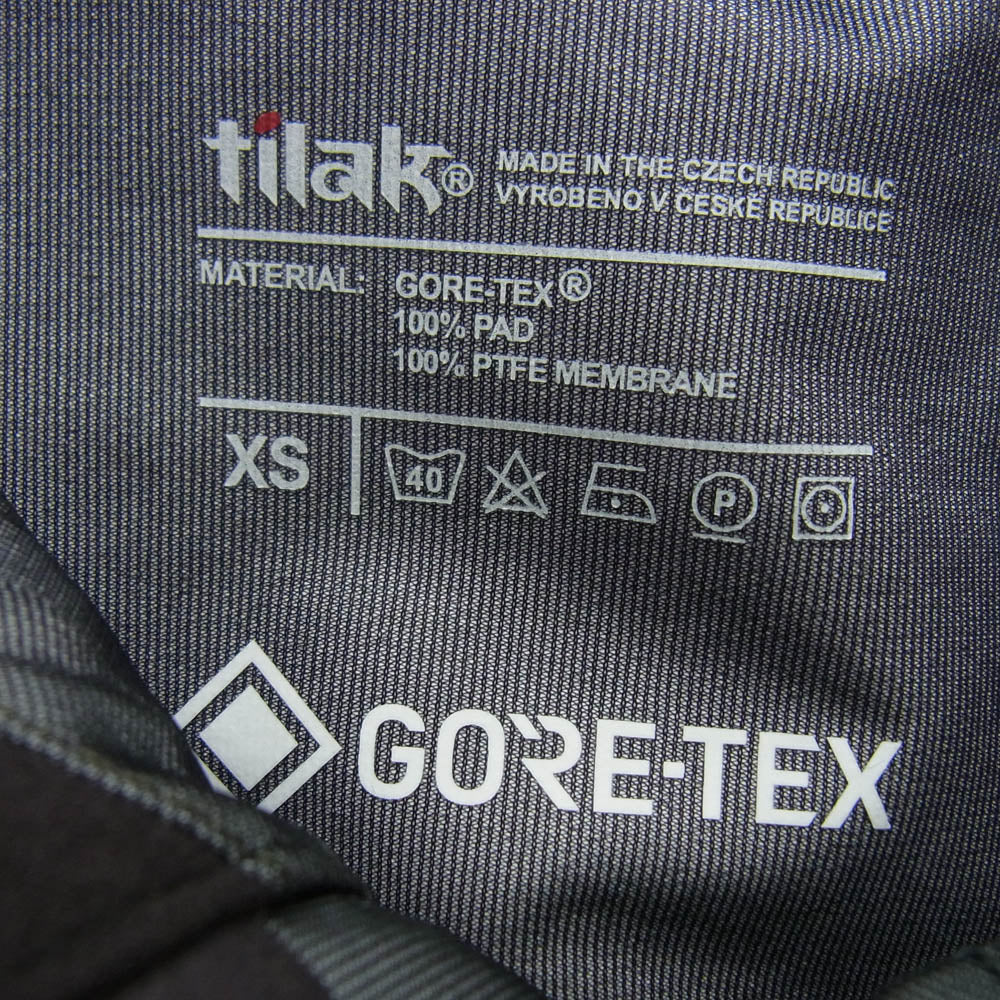 tilak®
MADE IN THE CZECH REPUBLIC
VYROBENO V ČESKÉ REPUBLICE
MATERIAL: GORE-TEX®
100% PAD
100% PTFE MEMBRANE
XS
40
P
GORE-TEX